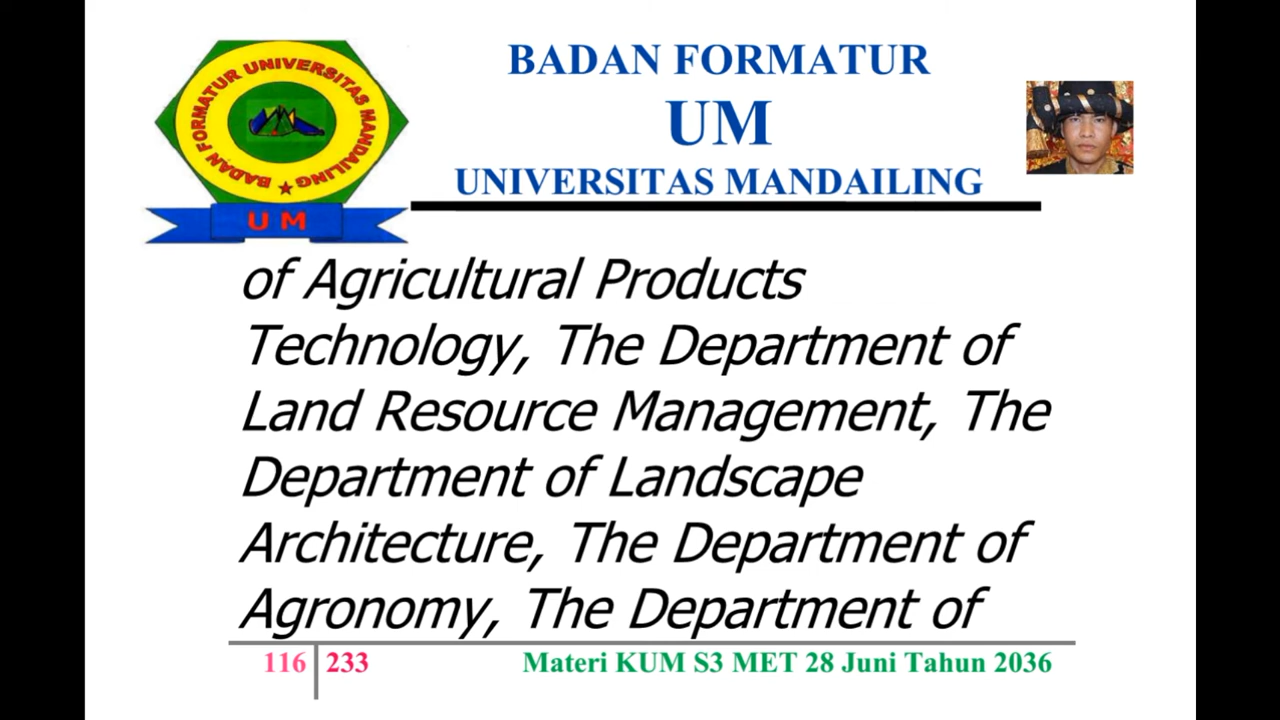 BADAN FORMATUR UNIVERSITAS MANDAILING
UM
BADAN FORMATUR
UM
UNIVERSITAS MANDAILING
of Agricultural Products
Technology, The Department of
Land Resource Management, The
Department of Landscape
Architecture, The Department of
Agronomy, The Department of
116 233 Materi KUM S3 MET 28 Juni Tahun 2036